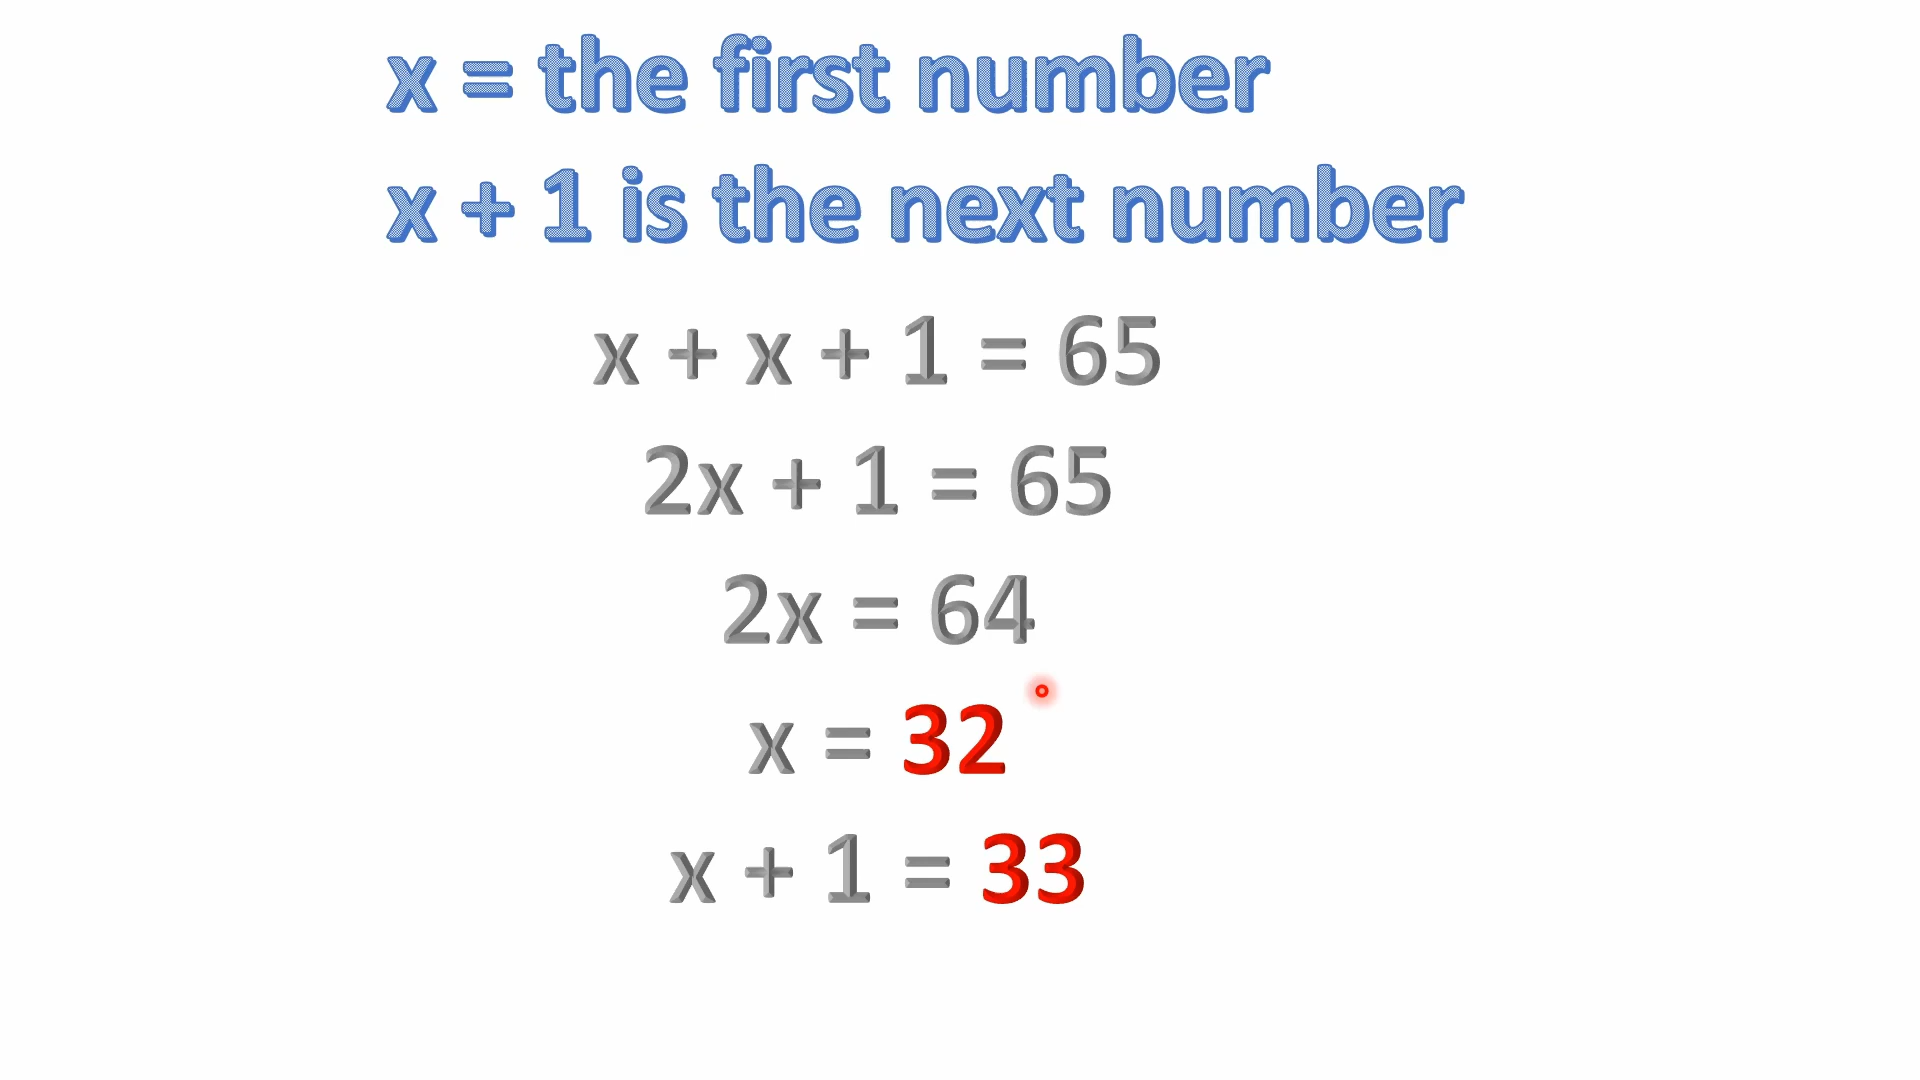 x = the first number
x + 1 is the next number
x + x + 1 = 65
2x + 1 = 65
2x = 64
x = 32
x + 1 = 33